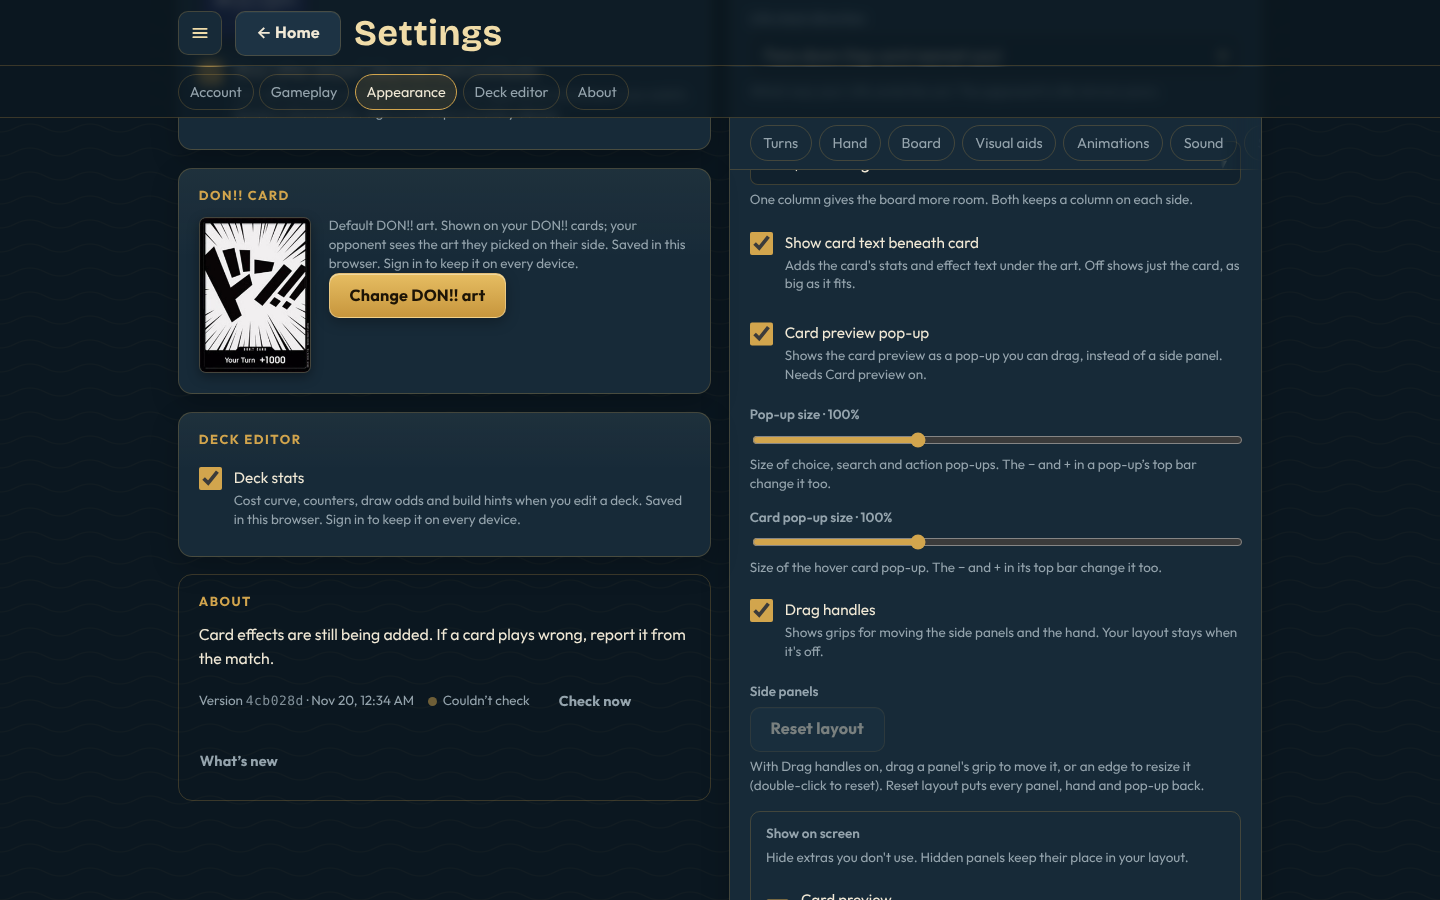 ← Home
Settings
Account
Gameplay
Appearance
Deck editor
About
DON!! CARD
Your Turn +1000
Default DON!! art. Shown on your DON!! cards; your
opponent sees the art they picked on their side. Saved in this
browser. Sign in to keep it on every device.
Change DON!! art
DECK EDITOR
Deck stats
Cost curve, counters, draw odds and build hints when you edit a deck. Saved
in this browser. Sign in to keep it on every device.
ABOUT
Card effects are still being added. If a card plays wrong, report it from
the match.
Version 4cb028d · Nov 20, 12:34 AM
Couldn't check
Check now
What's new
Turns
Hand
Board
Visual aids
Animations
Sound
One column gives the board more room. Both keeps a column on each side.
Show card text beneath card
Adds the card's stats and effect text under the art. Off shows just the card, as
big as it fits.
Card preview pop-up
Shows the card preview as a pop-up you can drag, instead of a side panel.
Needs Card preview on.
Pop-up size · 100%
Size of choice, search and action pop-ups. The − and + in a pop-up's top bar
change it too.
Card pop-up size · 100%
Size of the hover card pop-up. The − and + in its top bar change it too.
Drag handles
Shows grips for moving the side panels and the hand. Your layout stays when
it's off.
Side panels
Reset layout
With Drag handles on, drag a panel's grip to move it, or an edge to resize it
(double-click to reset). Reset layout puts every panel, hand and pop-up back.
Show on screen
Hide extras you don't use. Hidden panels keep their place in your layout.
Card preview